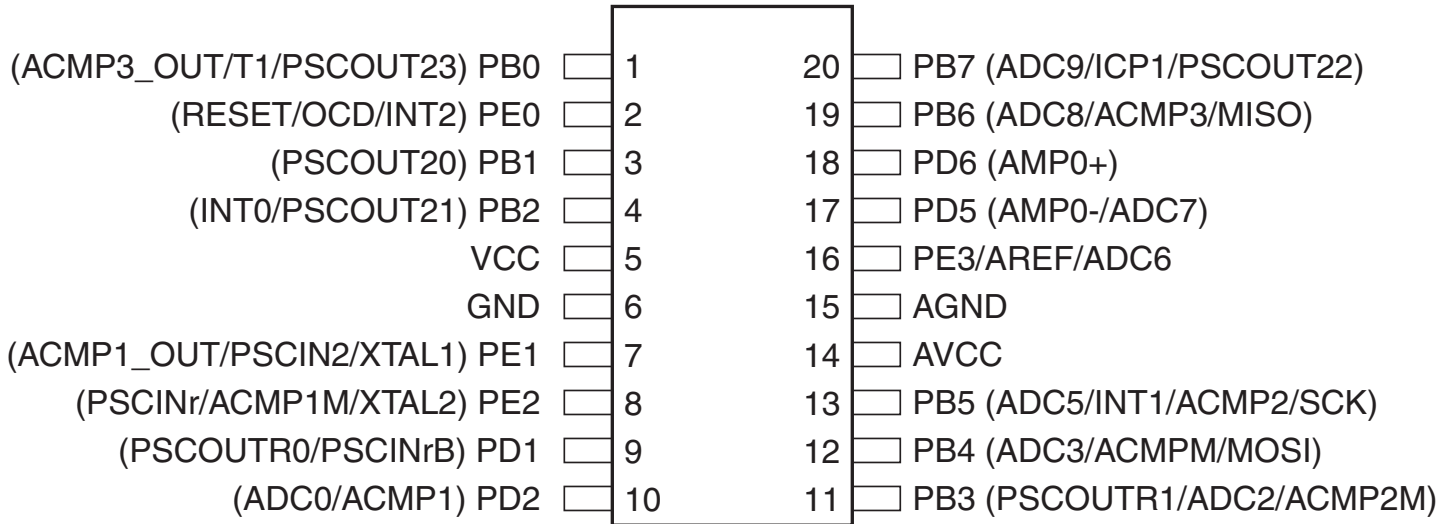 (ACMP3_OUT/T1/PSCOUT23) PB0 1 20 PB7 (ADC9/ICP1/PSCOUT22)
(RESET/OCD/INT2) PE0 2 19 PB6 (ADC8/ACMP3/MISO)
(PSCOUT20) PB1 3 18 PD6 (AMP0+)
(INT0/PSCOUT21) PB2 4 17 PD5 (AMP0-/ADC7)
VCC 5 16 PE3/AREF/ADC6
GND 6 15 AGND
(ACMP1_OUT/PSCIN2/XTAL1) PE1 7 14 AVCC
(PSCINr/ACMP1M/XTAL2) PE2 8 13 PB5 (ADC5/INT1/ACMP2/SCK)
(PSCOUTR0/PSCINrB) PD1 9 12 PB4 (ADC3/ACMPM/MOSI)
(ADC0/ACMP1) PD2 10 11 PB3 (PSCOUTR1/ADC2/ACMP2M)